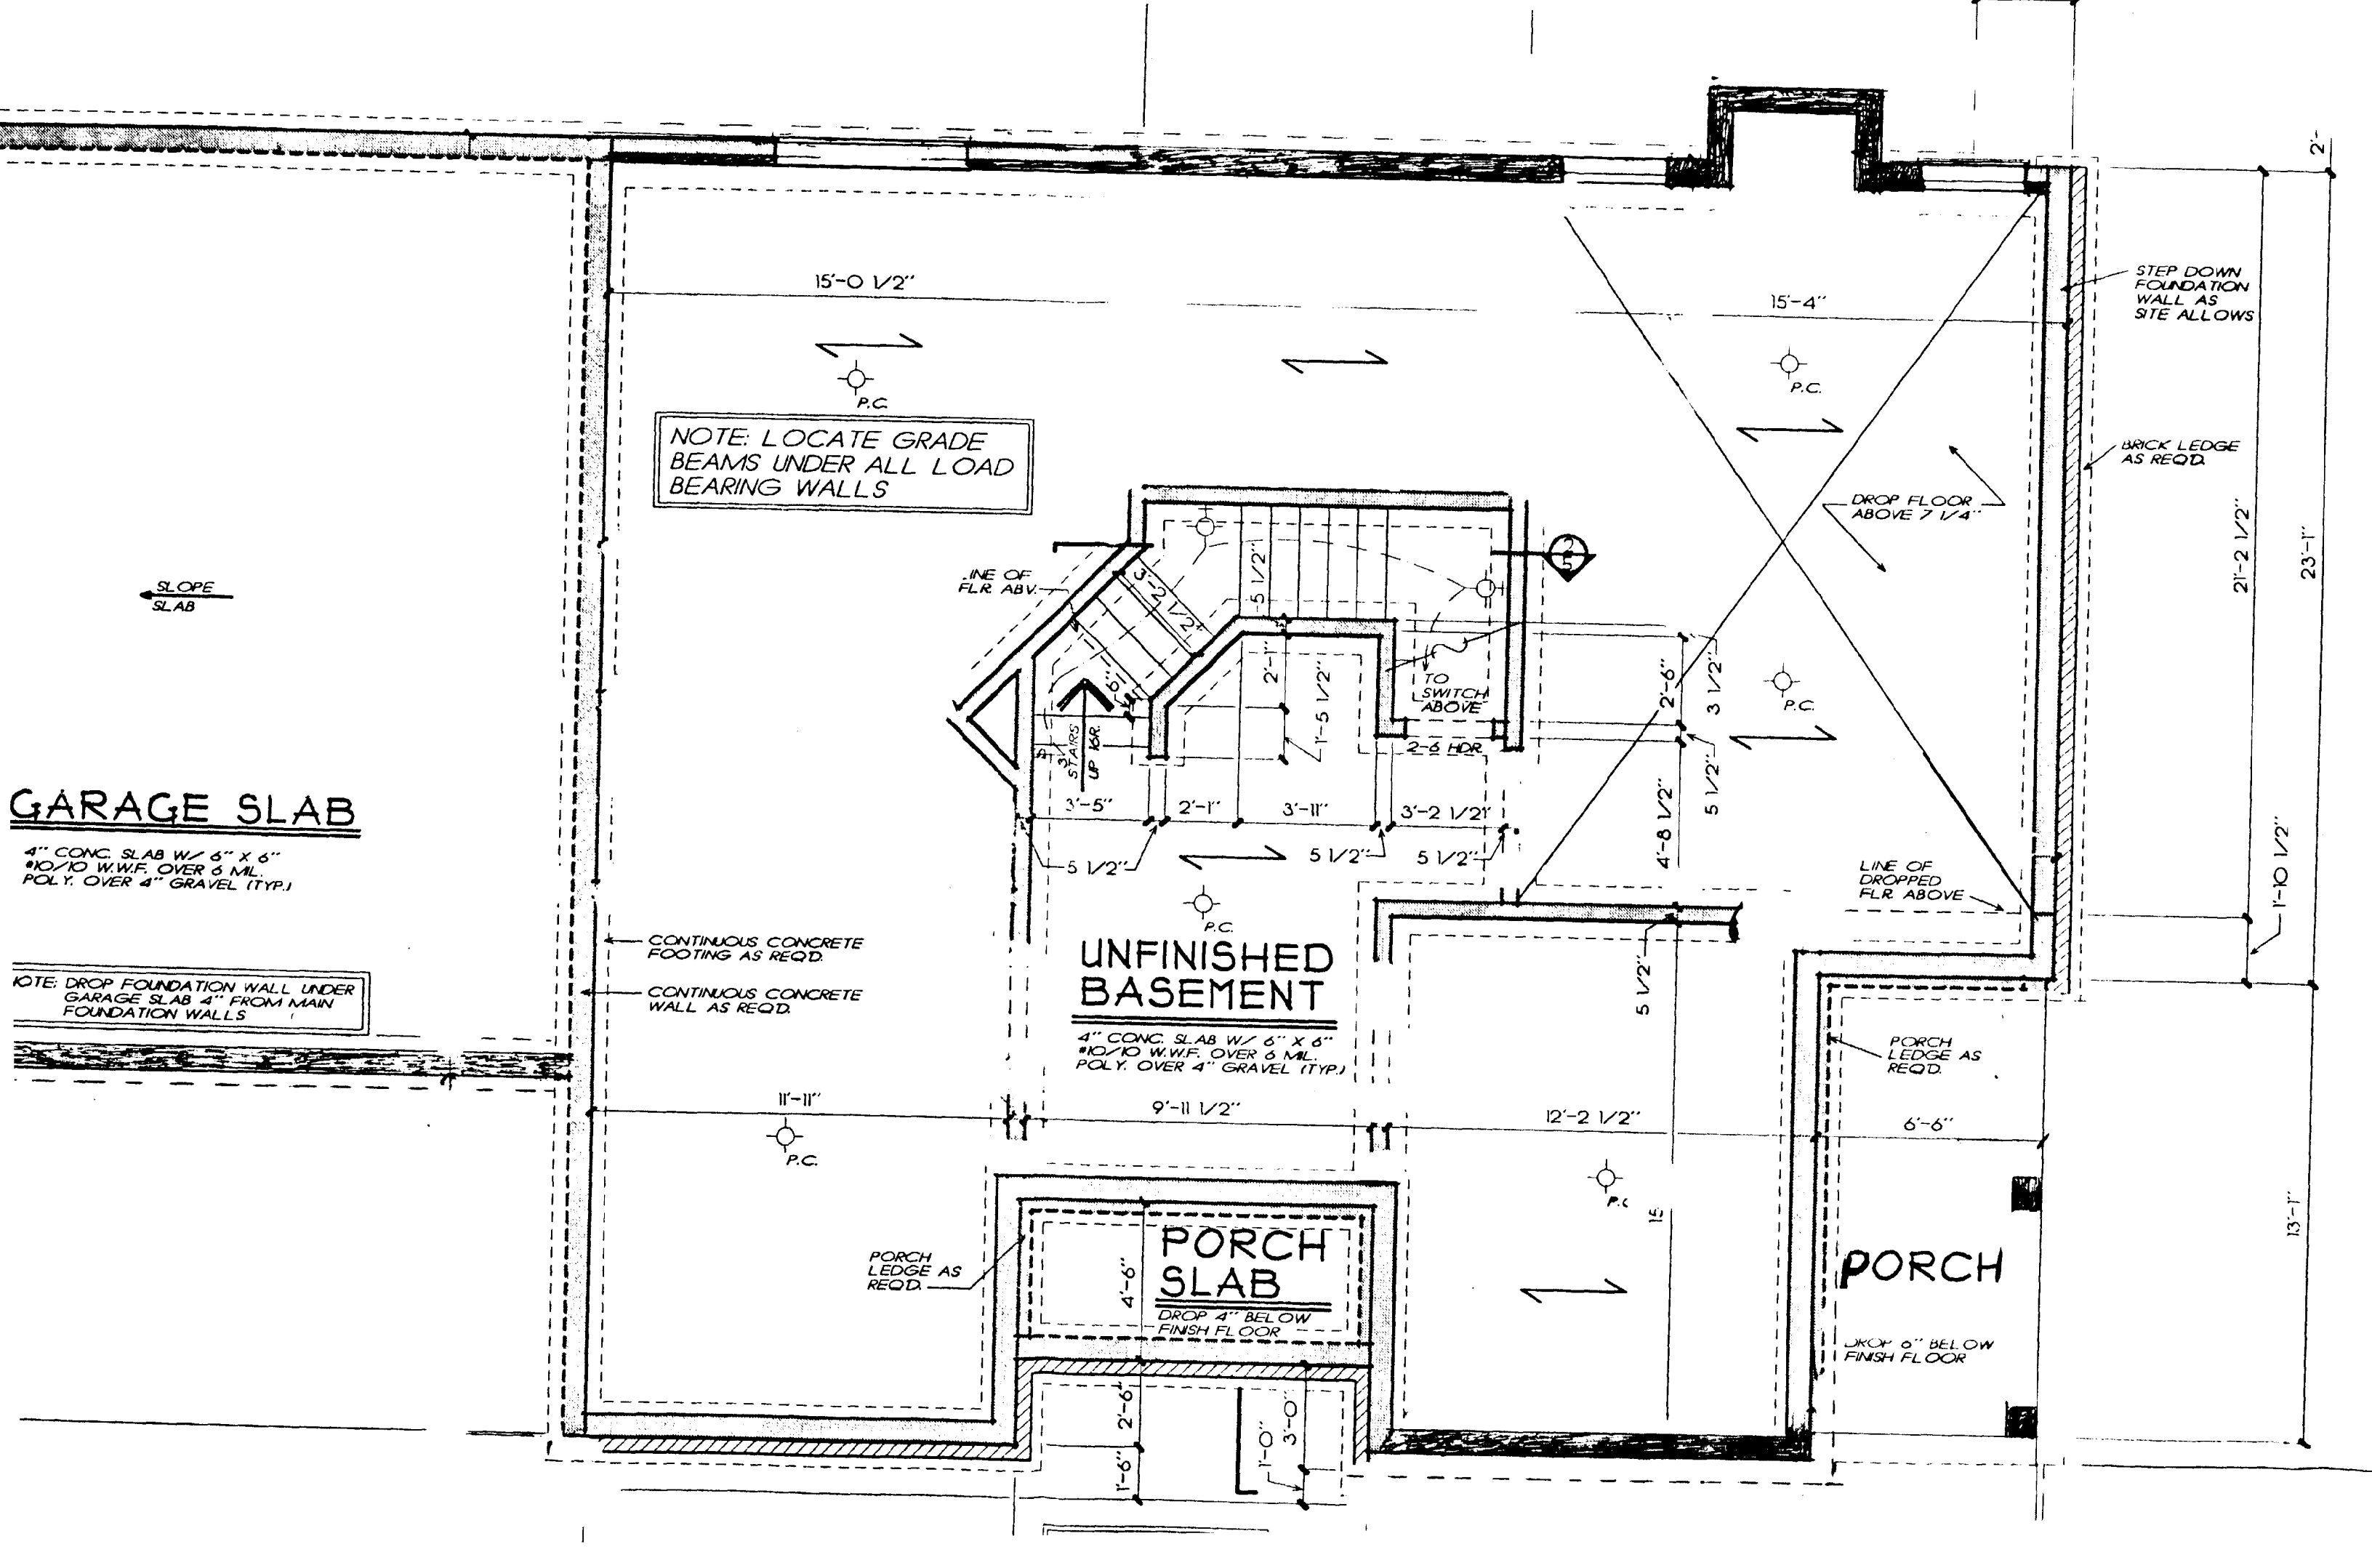 2'-
15'-0 1/2"
15'-4"
STEP DOWN
FOUNDATION
WALL AS
SITE ALLOWS
P.C.
P.C.
NOTE: LOCATE GRADE
BEAMS UNDER ALL LOAD
BEARING WALLS
BRICK LEDGE
AS REQ'D.
DROP FLOOR
ABOVE 7 1/4"
21'-2 1/2"
23'-1"
SLOPE
SLAB
FLR. ABV.
3'-2 1/2"
5 1/2"
2
5
6"
2'-1"
1'-5 1/2"
TO
SWITCH
ABOVE
2'-6"
3 1/2"
P.C.
2-6 HDR.
STAIRS
UP 16R.
GARAGE SLAB
4" CONC. SLAB W/ 6" X 6"
#10/10 W.W.F. OVER 6 MIL.
POLY. OVER 4" GRAVEL (TYP.)
3'-5"
2'-1"
3'-11"
3'-2 1/2"
5 1/2"
5 1/2"
5 1/2"
4'-8 1/2"
5 1/2"
LINE OF
DROPPED
FLR. ABOVE
1'-10 1/2"
P.C.
CONTINUOUS CONCRETE
FOOTING AS REQ'D.
CONTINUOUS CONCRETE
WALL AS REQ'D.
UNFINISHED
BASEMENT
4" CONC. SLAB W/ 6" X 6"
#10/10 W.W.F. OVER 6 MIL.
POLY. OVER 4" GRAVEL (TYP.)
5 1/2"
DROP FOUNDATION WALL UNDER
GARAGE SLAB 4" FROM MAIN
FOUNDATION WALLS
PORCH
LEDGE AS
REQ'D.
11'-11"
9'-11 1/2"
12'-2 1/2"
6'-6"
P.C.
15
13'-1"
PORCH
LEDGE AS
REQ'D.
4'-6"
PORCH
SLAB
DROP 4" BELOW
FINISH FLOOR
PORCH
DROP 6" BELOW
FINISH FLOOR
2'-6"
1'-6"
1'-0"
3'-0"